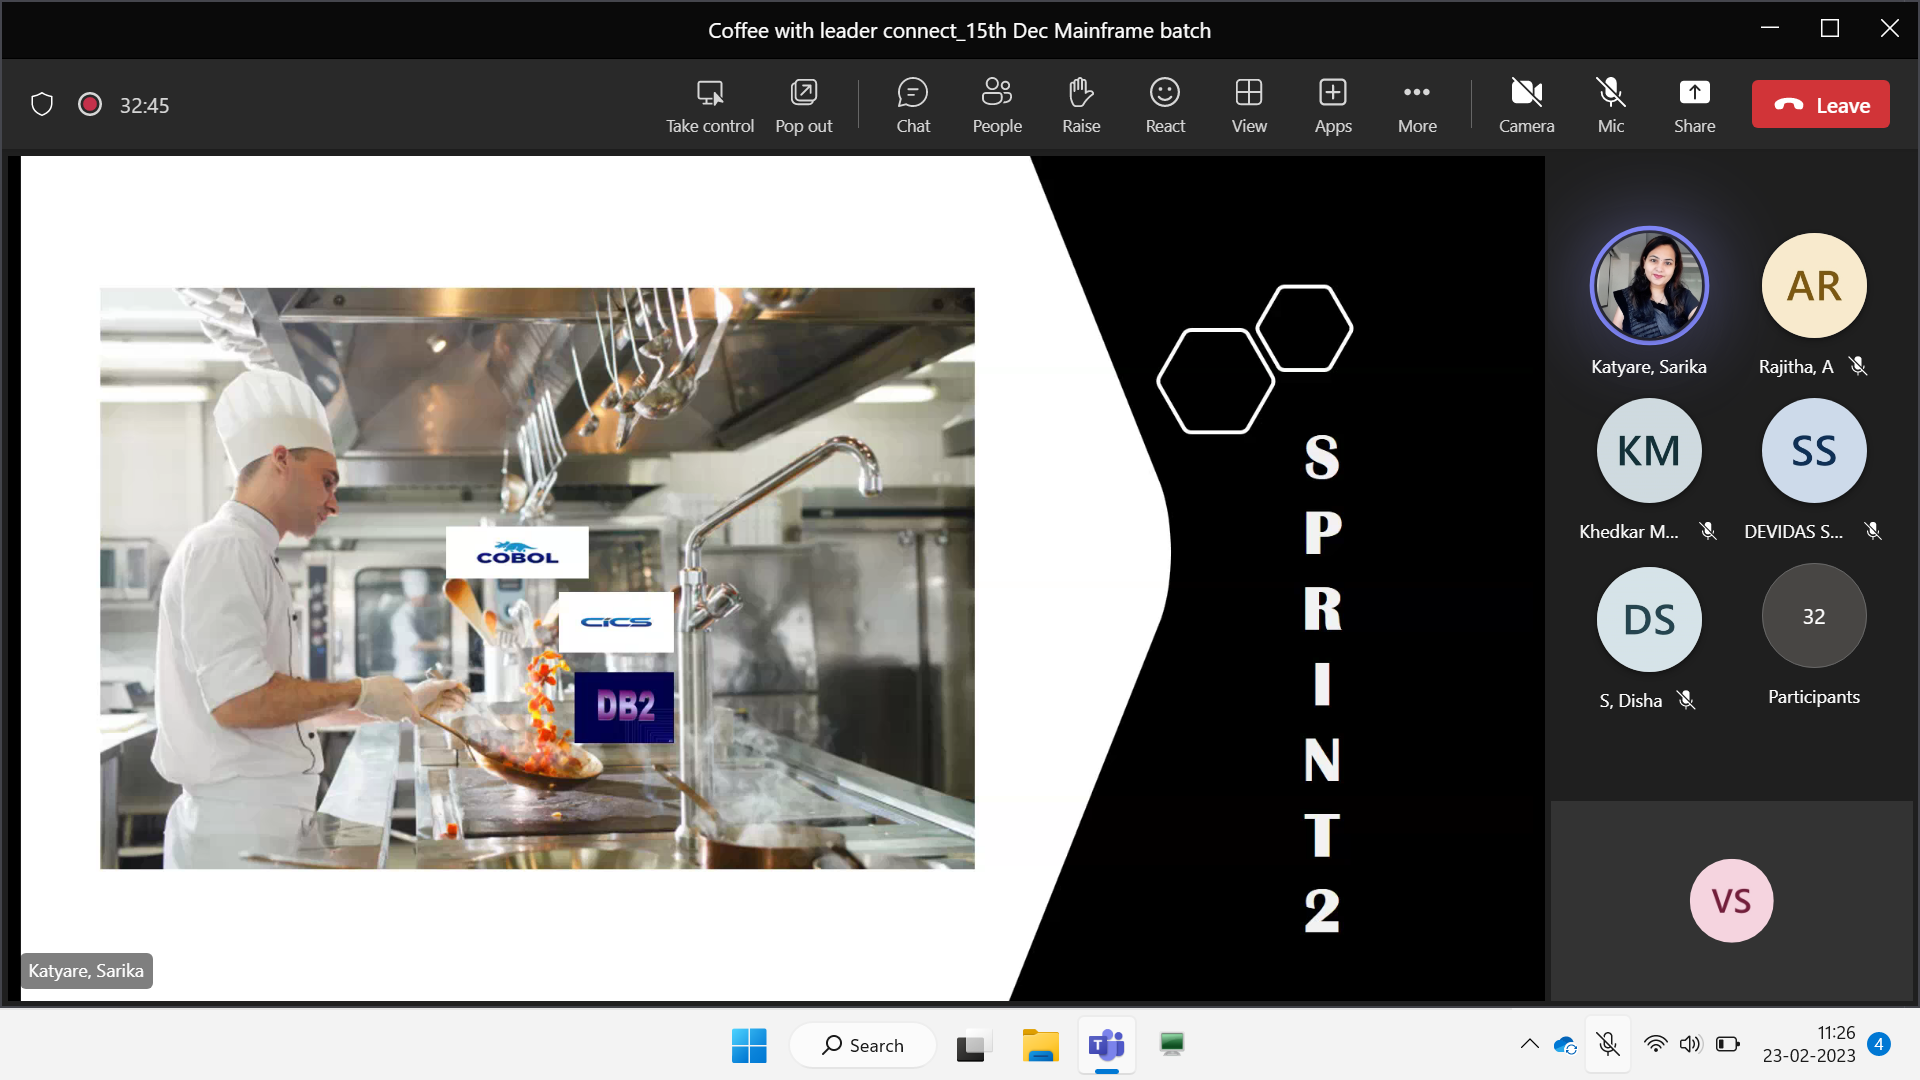 Coffee with leader connect_15th Dec Mainframe batch
32:45
Take control
Pop out
Chat
People
Raise
React
View
Apps
More
Camera
Mic
Share
Leave
COBOL
CICS
DB2
S
P
R
I
N
T
2
Katyare, Sarika
Katyare, Sarika
AR
Rajitha, A
KM
Khedkar M...
SS
DEVIDAS S...
DS
S, Disha
32
Participants
VS
Search
11:26
23-02-2023
4